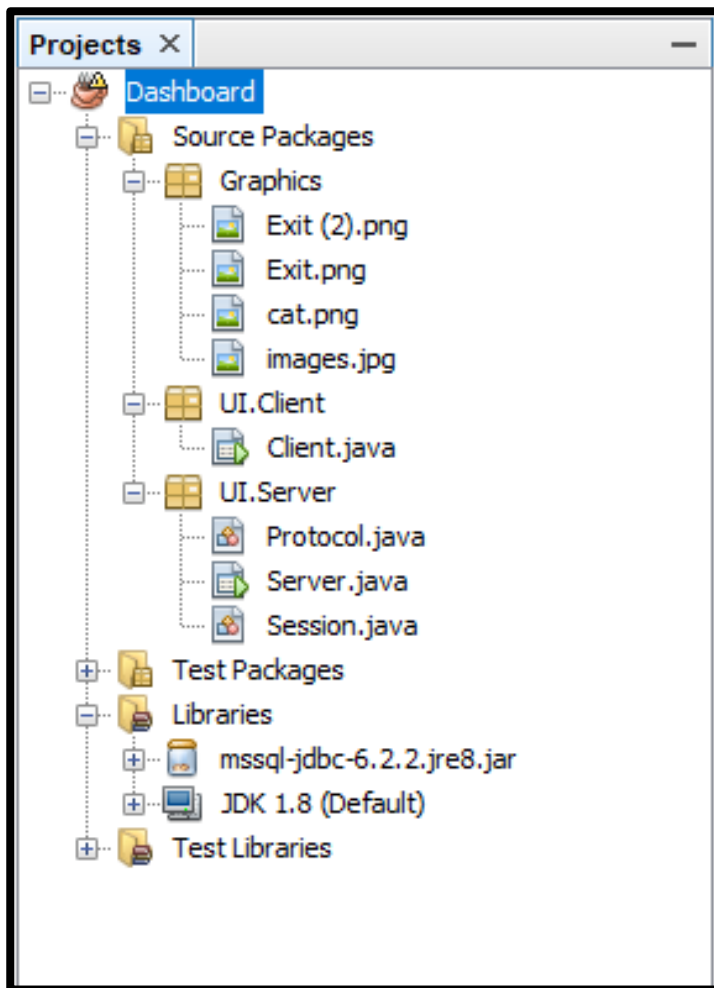 Projects
Dashboard
Source Packages
Graphics
Exit (2).png
Exit.png
cat.png
images.jpg
UI.Client
Client.java
UI.Server
Protocol.java
Server.java
Session.java
Test Packages
Libraries
mssql-jdbc-6.2.2.jre8.jar
JDK 1.8 (Default)
Test Libraries